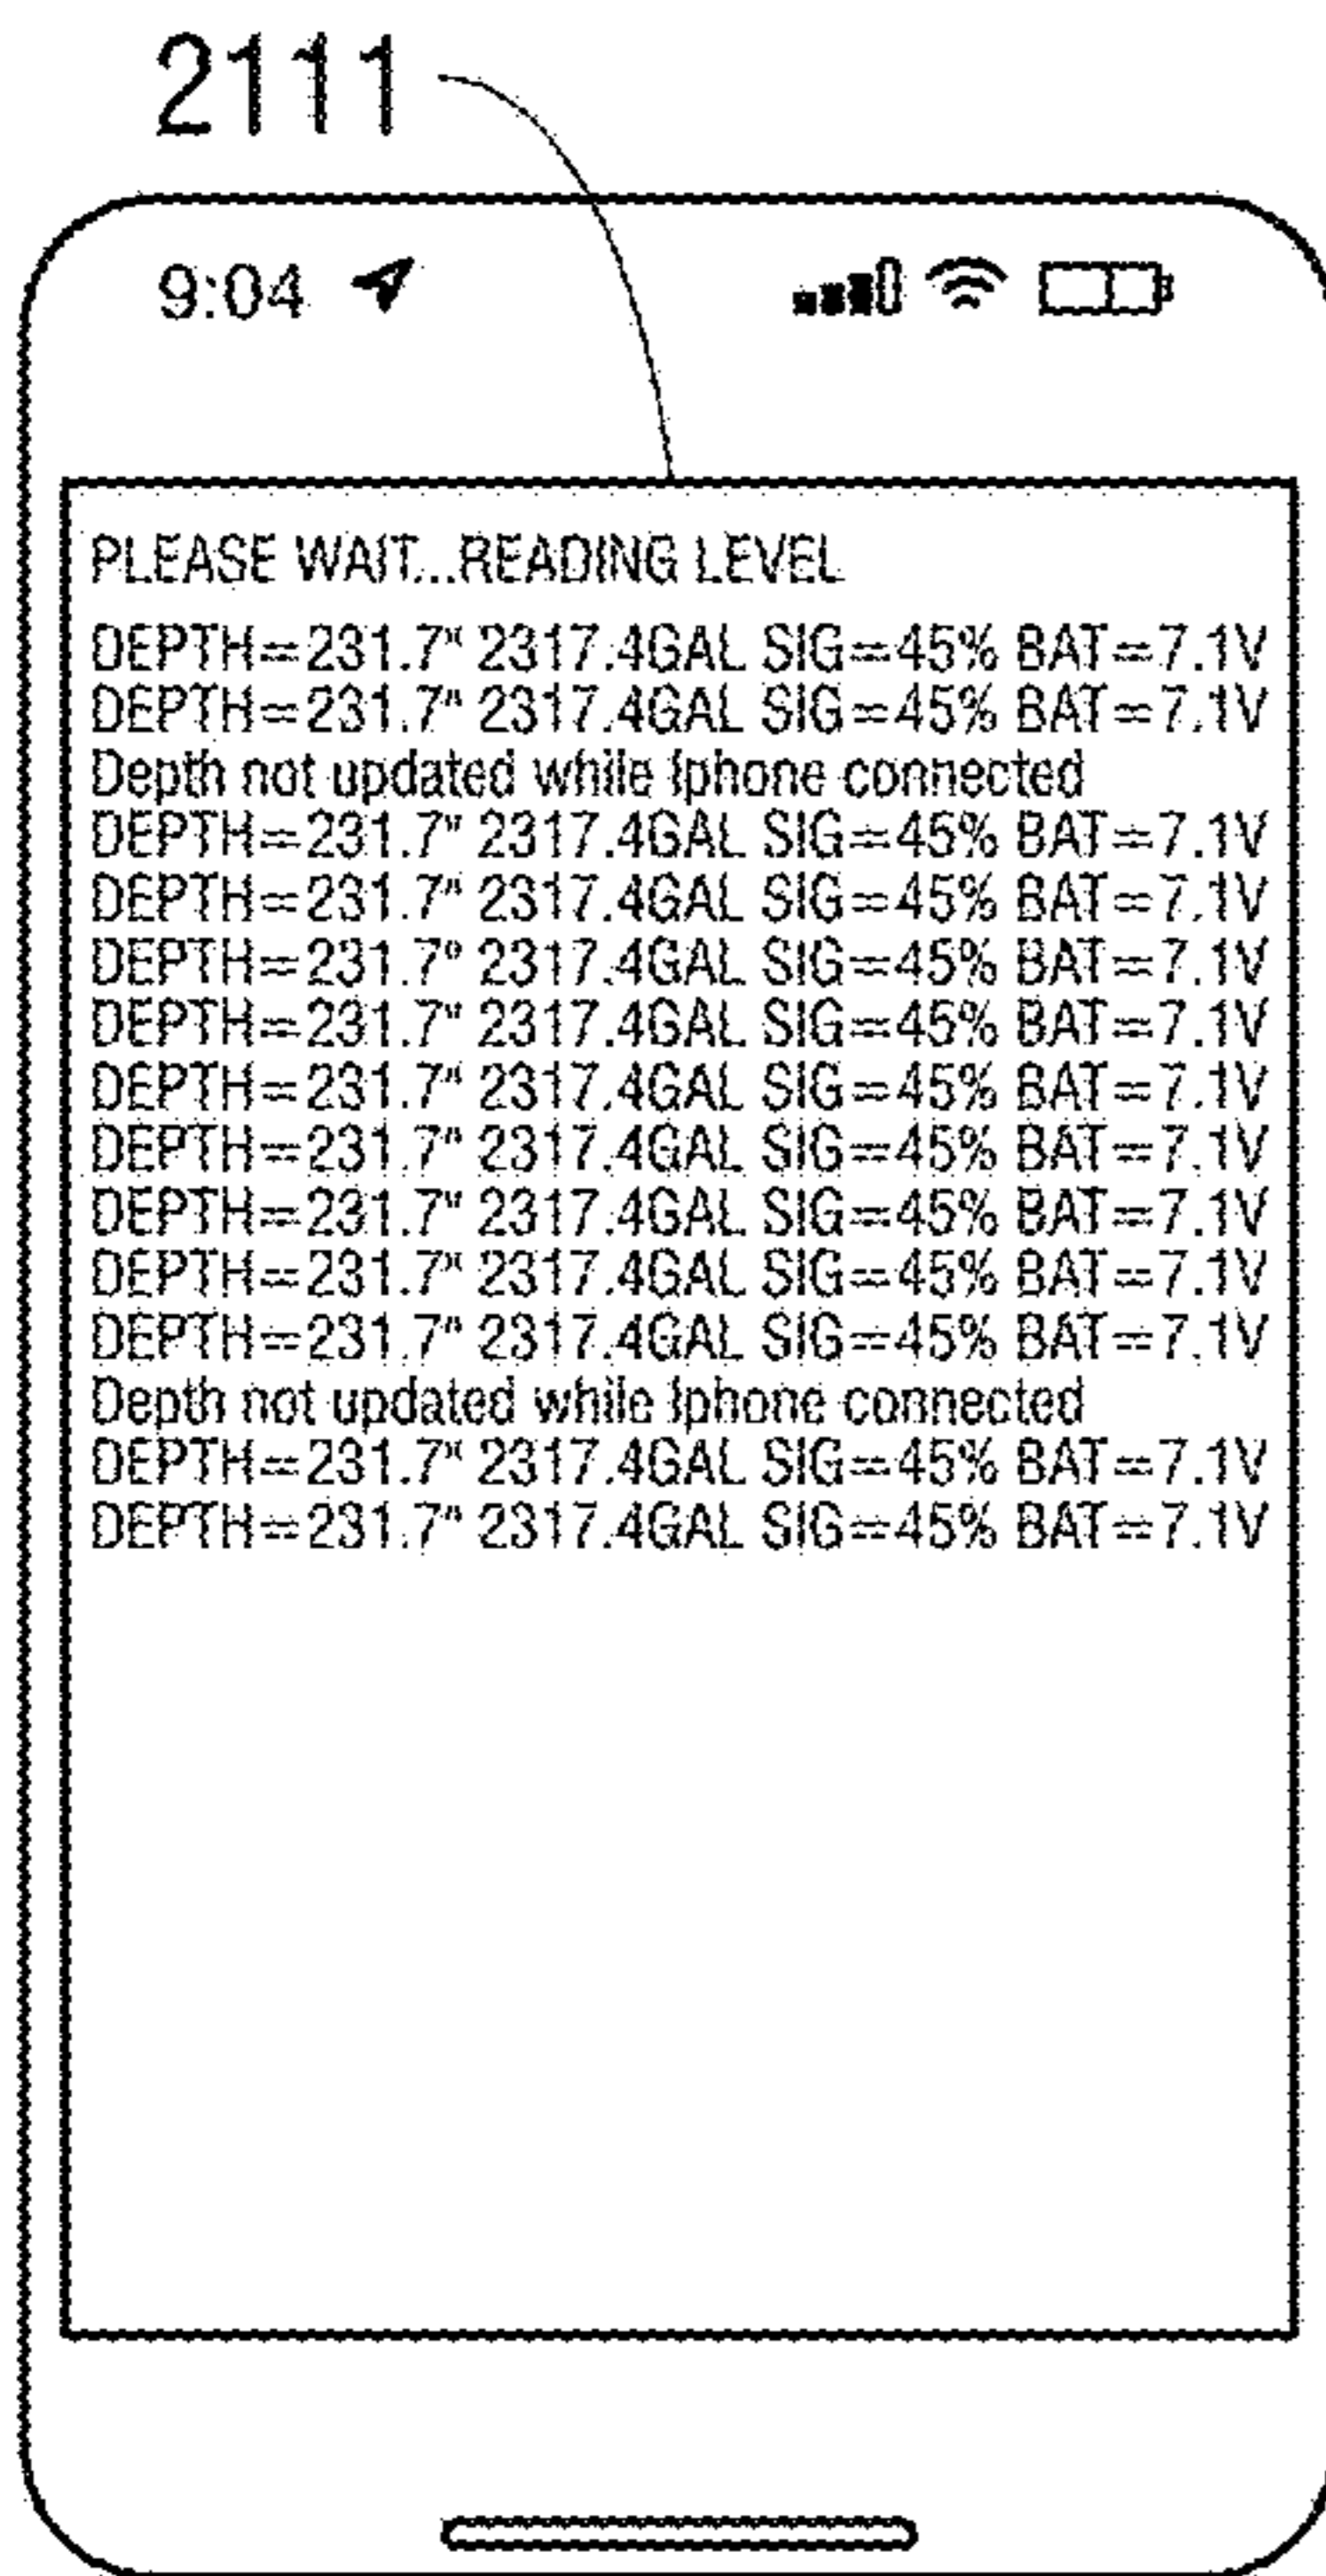 2111
9:04
PLEASE WAIT...READING LEVEL
DEPTH=231.7" 2317.4GAL SIG=45% BAT=7.1V
DEPTH=231.7" 2317.4GAL SIG=45% BAT=7.1V
Depth not updated while Iphone connected
DEPTH=231.7" 2317.4GAL SIG=45% BAT=7.1V
DEPTH=231.7" 2317.4GAL SIG=45% BAT=7.1V
DEPTH=231.7" 2317.4GAL SIG=45% BAT=7.1V
DEPTH=231.7" 2317.4GAL SIG=45% BAT=7.1V
DEPTH=231.7" 2317.4GAL SIG=45% BAT=7.1V
DEPTH=231.7" 2317.4GAL SIG=45% BAT=7.1V
DEPTH=231.7" 2317.4GAL SIG=45% BAT=7.1V
DEPTH=231.7" 2317.4GAL SIG=45% BAT=7.1V
DEPTH=231.7" 2317.4GAL SIG=45% BAT=7.1V
Depth not updated while Iphone connected
DEPTH=231.7" 2317.4GAL SIG=45% BAT=7.1V
DEPTH=231.7" 2317.4GAL SIG=45% BAT=7.1V